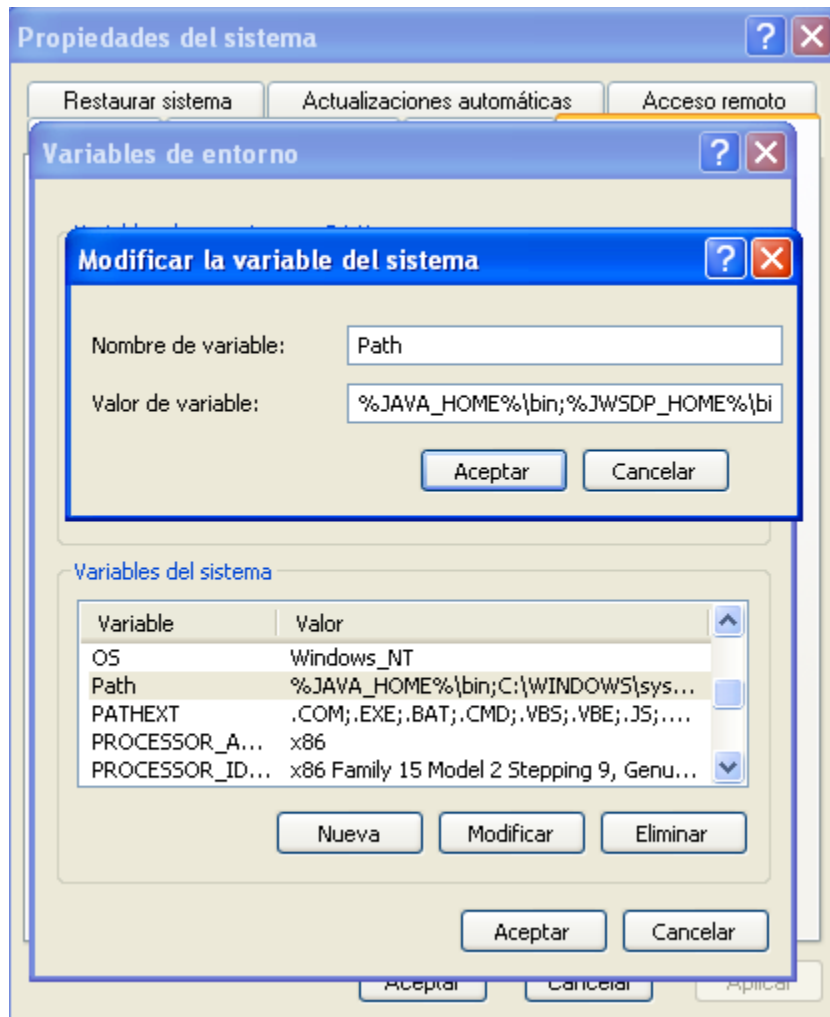 Propiedades del sistema
Restaurar sistema
Actualizaciones automáticas
Acceso remoto
Variables de entorno
Modificar la variable del sistema
Nombre de variable:
Path
Valor de variable:
%JAVA_HOME%\bin;%JWSDP_HOME%\bi
Aceptar
Cancelar
Variables del sistema
Variable Valor
OS Windows_NT
Path %JAVA_HOME%\bin;C:\WINDOWS\sys...
PATHEXT .COM;.EXE;.BAT;.CMD;.VBS;.VBE;.JS;....
PROCESSOR_A... x86
PROCESSOR_ID... x86 Family 15 Model 2 Stepping 9, Genu...
Nueva
Modificar
Eliminar
Aceptar
Cancelar
Aceptar
Cancelar
Aplicar